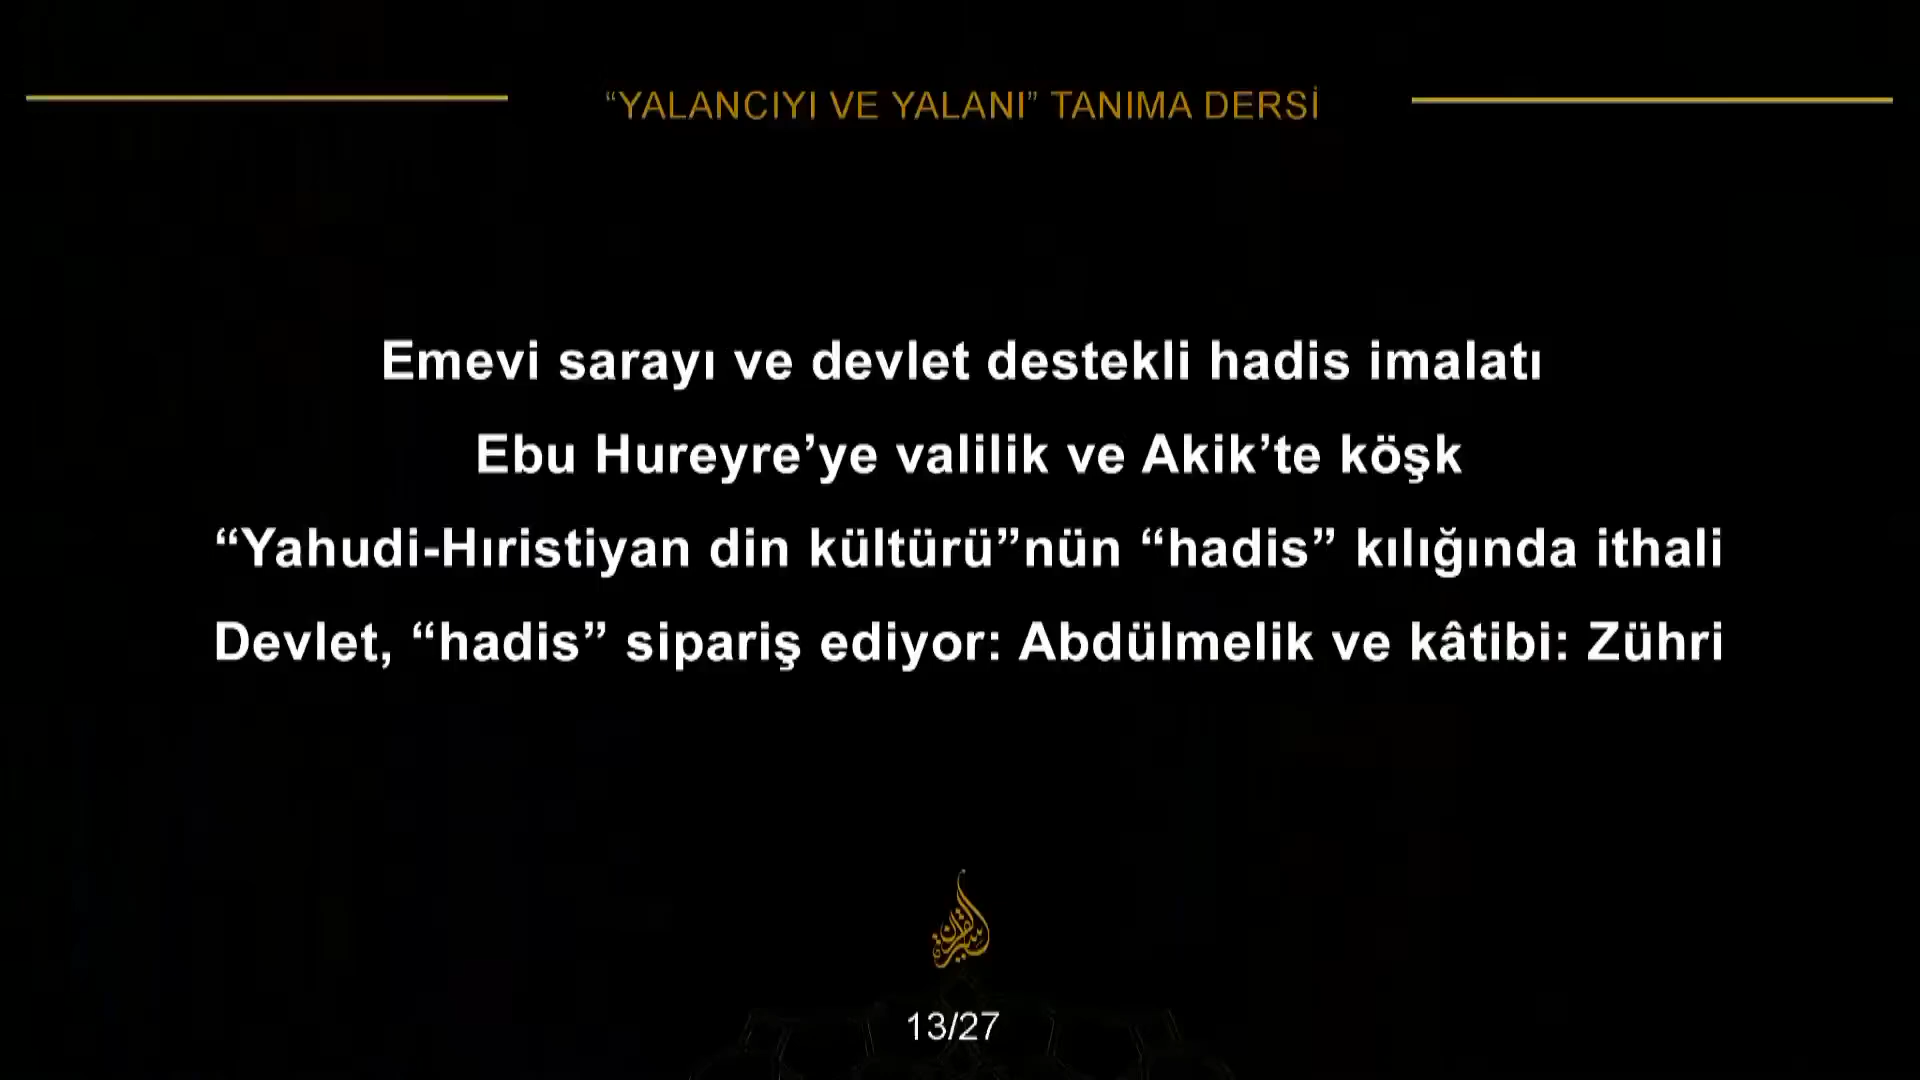 “YALANCIYI VE YALANI” TANIMA DERSİ
Emevi sarayı ve devlet destekli hadis imalatı
Ebu Hureyre’ye valilik ve Akik’te köşk
“Yahudi-Hıristiyan din kültürü”nün “hadis” kılığında ithali
Devlet, “hadis” sipariş ediyor: Abdülmelik ve kâtibi: Zühri
13/27